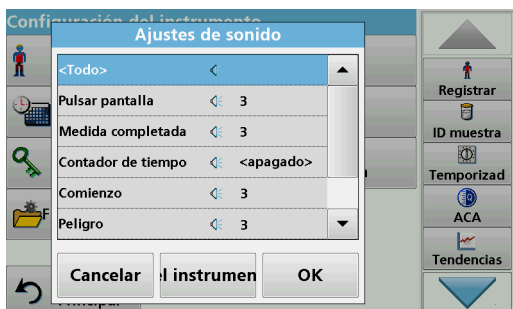 Configuración del instrumento
Ajustes de sonido
<Todo>
Pulsar pantalla 3
Medida completada 3
Contador de tiempo <apagado>
Comienzo 3
Peligro 3
Cancelar
l instrumen
OK
F
Principal
Registrar
ID muestra
Temporizad
ACA
Tendencias